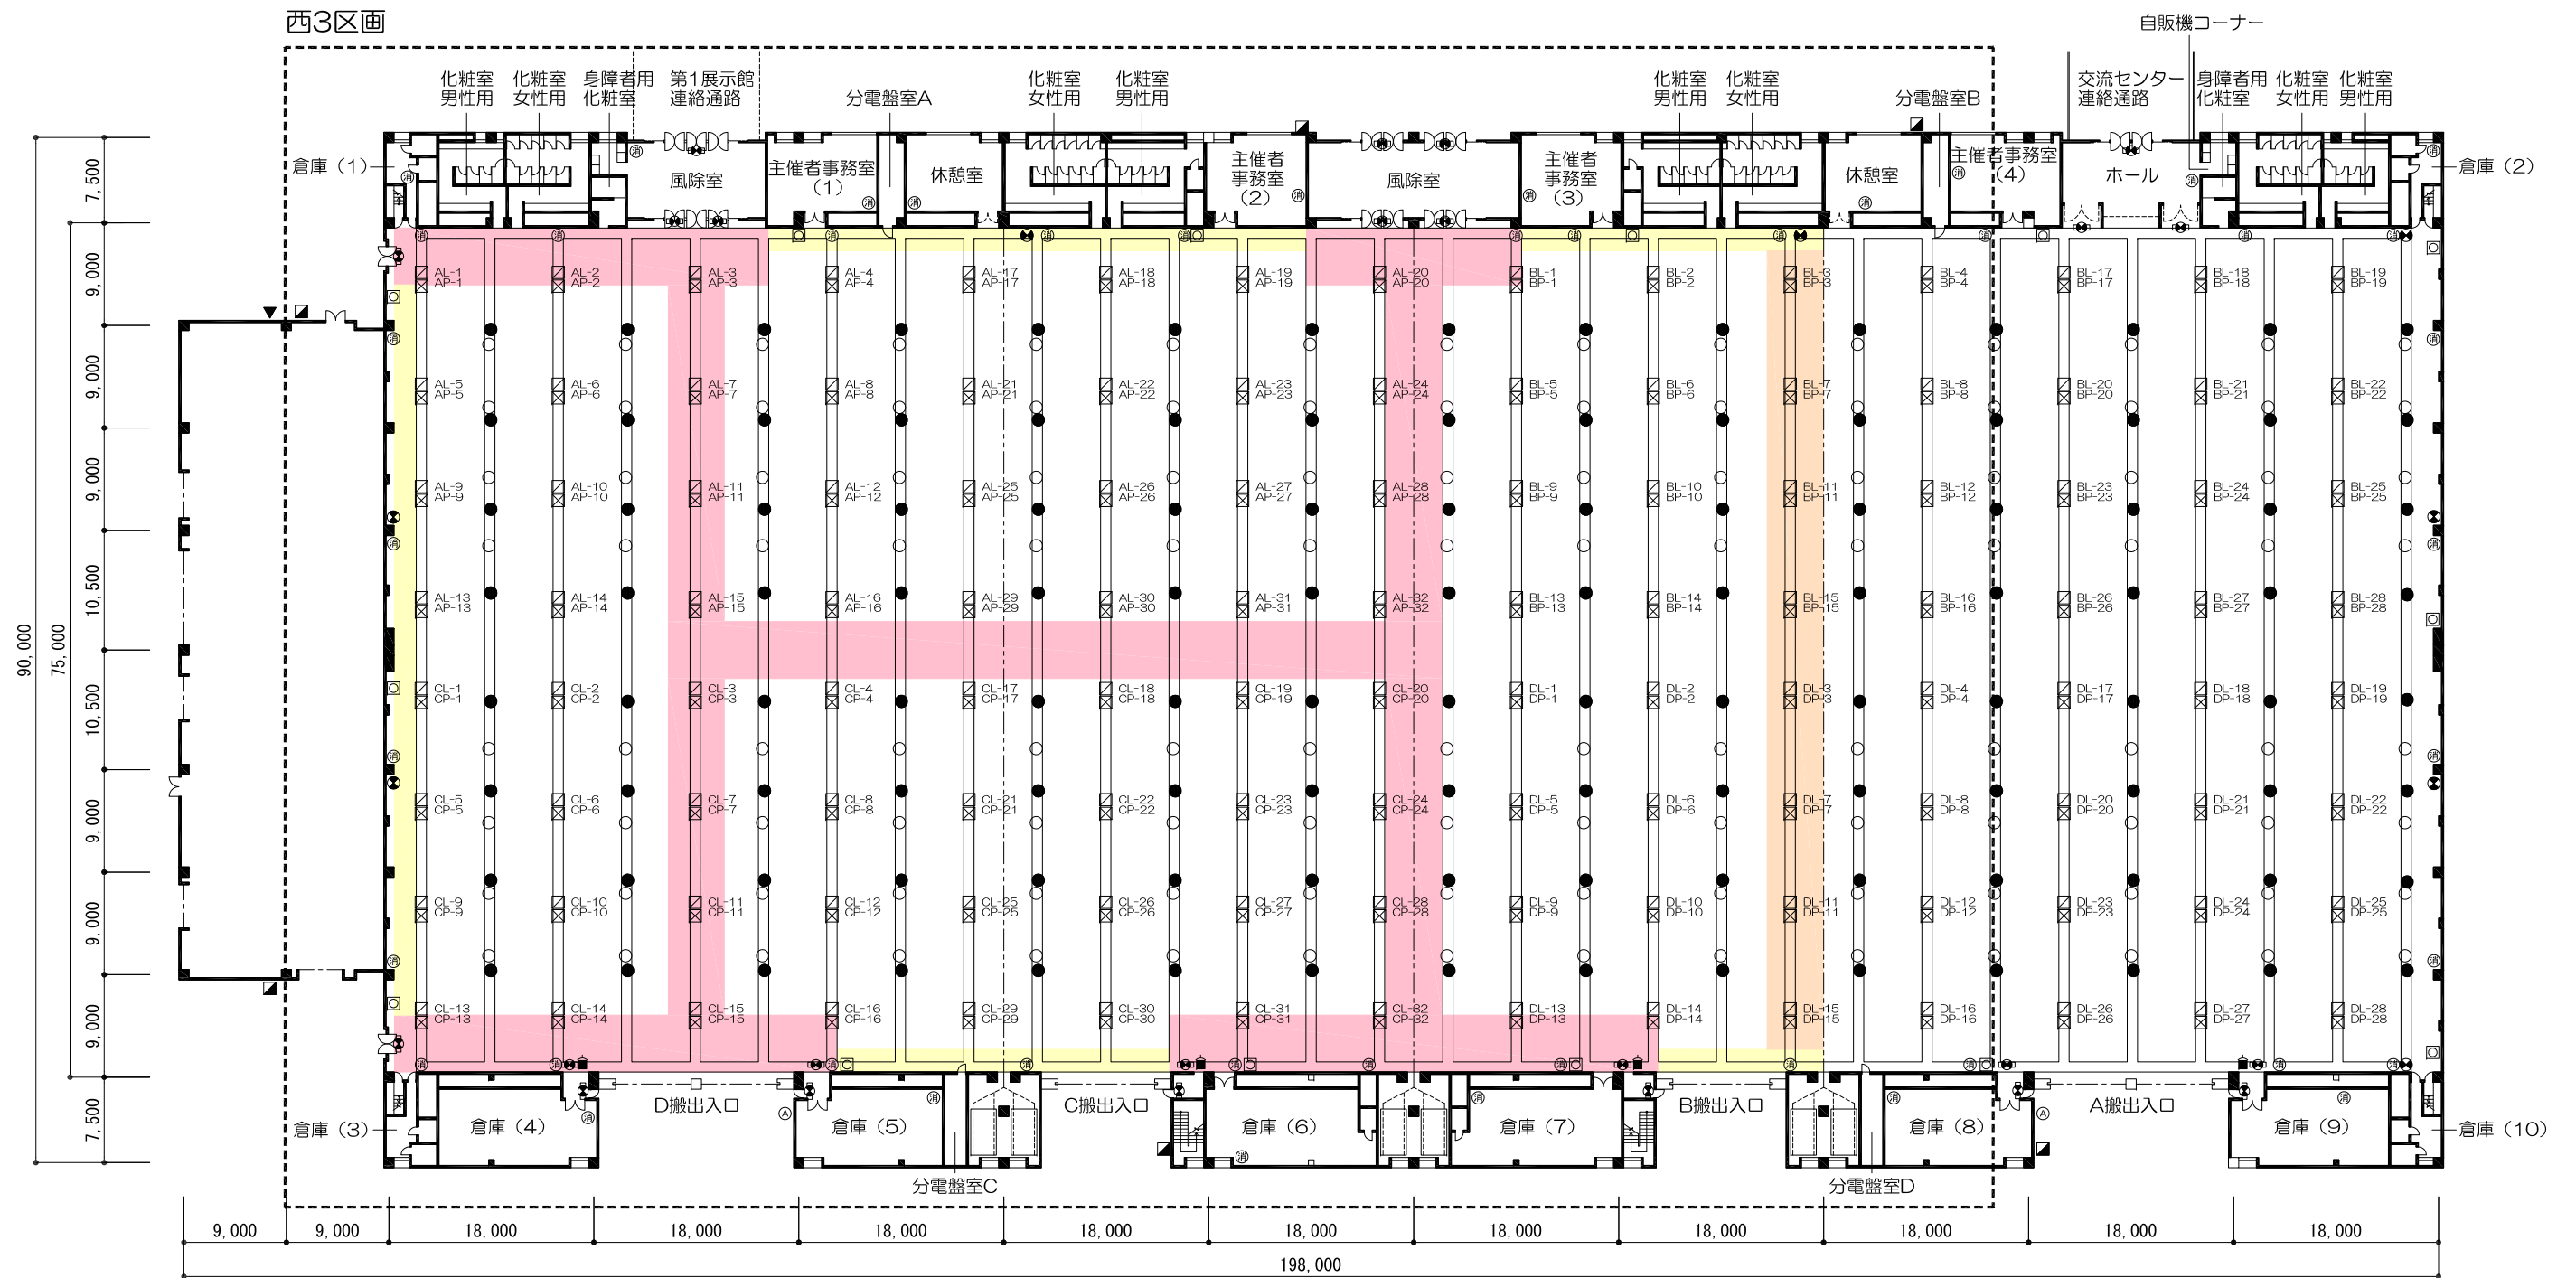 西3区画
自販機コーナー
化粧室
男性用
化粧室
女性用
身障者用
化粧室
第1展示館
連絡通路
分電盤室A
化粧室
女性用
化粧室
男性用
化粧室
男性用
化粧室
女性用
分電盤室B
交流センター
連絡通路
身障者用
化粧室
化粧室
女性用
化粧室
男性用
倉庫（1）
風除室
主催者事務室
（1）
休憩室
主催者
事務室
（2）
風除室
主催者
事務室
（3）
休憩室
主催者事務室
（4）
ホール
倉庫（2）
AL-1 AL-2 AL-3 AL-4 AL-17 AL-18 AL-19 AL-20 BL-1 BL-2 BL-3 BL-4 BL-17 BL-18 BL-19
AP-1 AP-2 AP-3 AP-4 AP-17 AP-18 AP-19 AP-20 BP-1 BP-2 BP-3 BP-4 BP-17 BP-18 BP-19
AL-5 AL-6 AL-7 AL-8 AL-21 AL-22 AL-23 AL-24 BL-5 BL-6 BL-7 BL-8 BL-20 BL-21 BL-22
AP-5 AP-6 AP-7 AP-8 AP-21 AP-22 AP-23 AP-24 BP-5 BP-6 BP-7 BP-8 BP-20 BP-21 BP-22
AL-9 AL-10 AL-11 AL-12 AL-25 AL-26 AL-27 AL-28 BL-9 BL-10 BL-11 BL-12 BL-23 BL-24 BL-25
AP-9 AP-10 AP-11 AP-12 AP-25 AP-26 AP-27 AP-28 BP-9 BP-10 BP-11 BP-12 BP-23 BP-24 BP-25
AL-13 AL-14 AL-15 AL-16 AL-29 AL-30 AL-31 AL-32 BL-13 BL-14 BL-15 BL-16 BL-26 BL-27 BL-28
AP-13 AP-14 AP-15 AP-16 AP-29 AP-30 AP-31 AP-32 BP-13 BP-14 BP-15 BP-16 BP-26 BP-27 BP-28
CL-1 CL-2 CL-3 CL-4 CL-17 CL-18 CL-19 CL-20 DL-1 DL-2 DL-3 DL-4 DL-17 DL-18 DL-19
CP-1 CP-2 CP-3 CP-4 CP-17 CP-18 CP-19 CP-20 DP-1 DP-2 DP-3 DP-4 DP-17 DP-18 DP-19
CL-5 CL-6 CL-7 CL-8 CL-21 CL-22 CL-23 CL-24 DL-5 DL-6 DL-7 DL-8 DL-20 DL-21 DL-22
CP-5 CP-6 CP-7 CP-8 CP-21 CP-22 CP-23 CP-24 DP-5 DP-6 DP-7 DP-8 DP-20 DP-21 DP-22
CL-9 CL-10 CL-11 CL-12 CL-25 CL-26 CL-27 CL-28 DL-9 DL-10 DL-11 DL-12 DL-23 DL-24 DL-25
CP-9 CP-10 CP-11 CP-12 CP-25 CP-26 CP-27 CP-28 DP-9 DP-10 DP-11 DP-12 DP-23 DP-24 DP-25
CL-13 CL-14 CL-15 CL-16 CL-29 CL-30 CL-31 CL-32 DL-13 DL-14 DL-15 DL-16 DL-26 DL-27 DL-28
CP-13 CP-14 CP-15 CP-16 CP-29 CP-30 CP-31 CP-32 DP-13 DP-14 DP-15 DP-16 DP-26 DP-27 DP-28
D搬出入口
C搬出入口
B搬出入口
A搬出入口
倉庫（3）
倉庫（4）
倉庫（5）
倉庫（6）
倉庫（7）
倉庫（8）
倉庫（9）
倉庫（10）
分電盤室C
分電盤室D
7,500
9,000
9,000
9,000
10,500
10,500
9,000
9,000
9,000
7,500
75,000
90,000
9,000 9,000 18,000 18,000 18,000 18,000 18,000 18,000 18,000 18,000 18,000 18,000
198,000